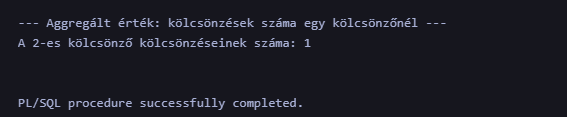 --- Aggregált érték: kölcsönzések száma egy kölcsönzőnél ---
A 2-es kölcsönző kölcsönzéseinek száma: 1
PL/SQL procedure successfully completed.